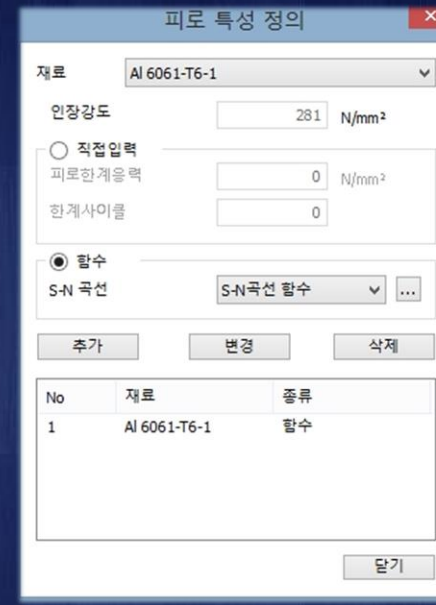 피로 특성 정의
재료 Al 6061-T6-1
인장강도 281 N/mm²
직접입력
피로한계응력 0 N/mm²
한계사이클 0
함수
S-N 곡선 S-N곡선 함수 ...
추가 변경 삭제
No 재료 종류
1 Al 6061-T6-1 함수
닫기